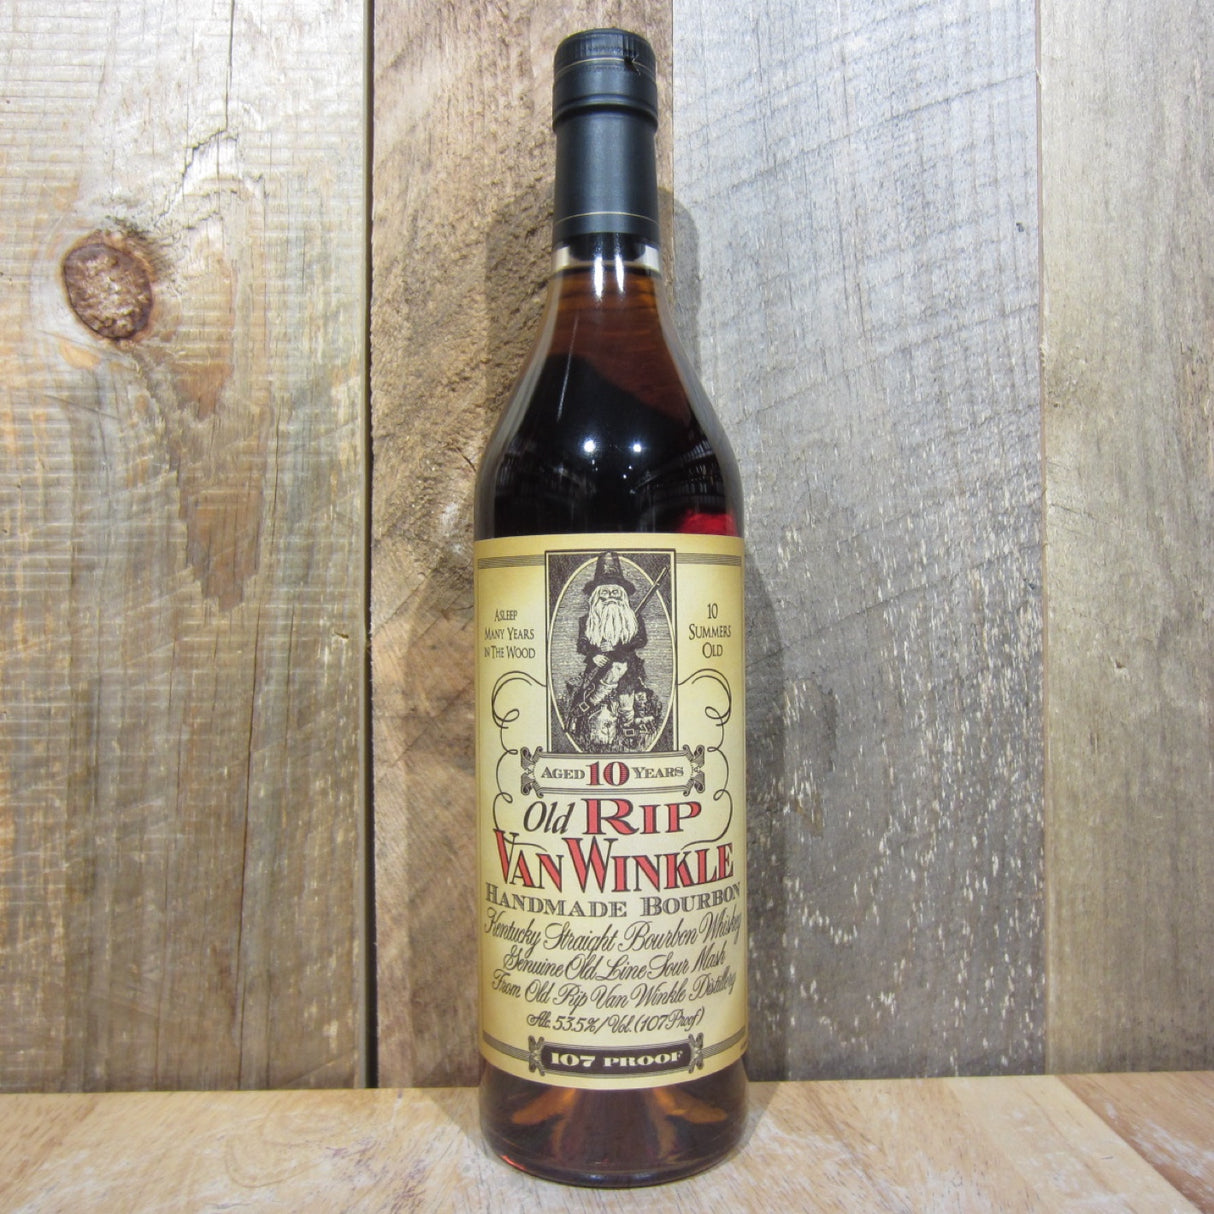 ASLEEP
MANY YEARS
IN THE WOOD
10
SUMMERS
OLD
AGED 10 YEARS
Old RIP
VAN WINKLE
HANDMADE BOURBON
Kentucky Straight Bourbon Whiskey
Genuine Old Line Sour Mash
From Old Rip Van Winkle Distillery
Alc. 53.5%/Vol. (107 Proof)
107 PROOF